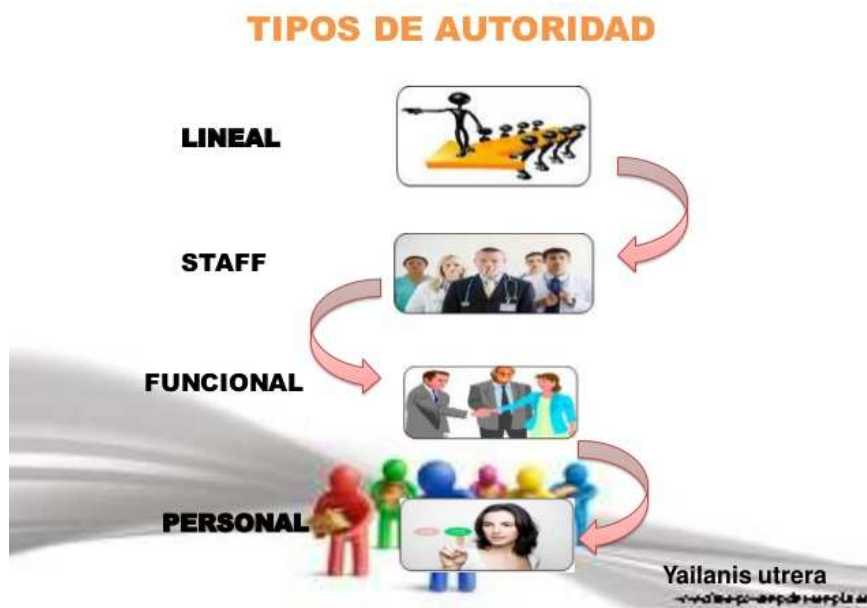 TIPOS DE AUTORIDAD
LINEAL
STAFF
FUNCIONAL
PERSONAL
Yailanis utrera